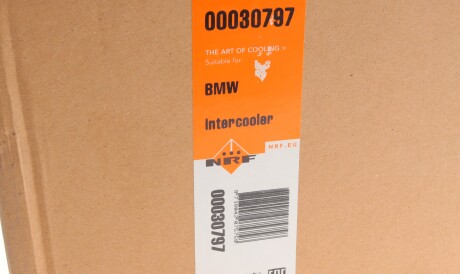 00030797
THE ART OF COOLING
Suitable for:
BMW
Intercooler
NRF.EU
NRF
00030797